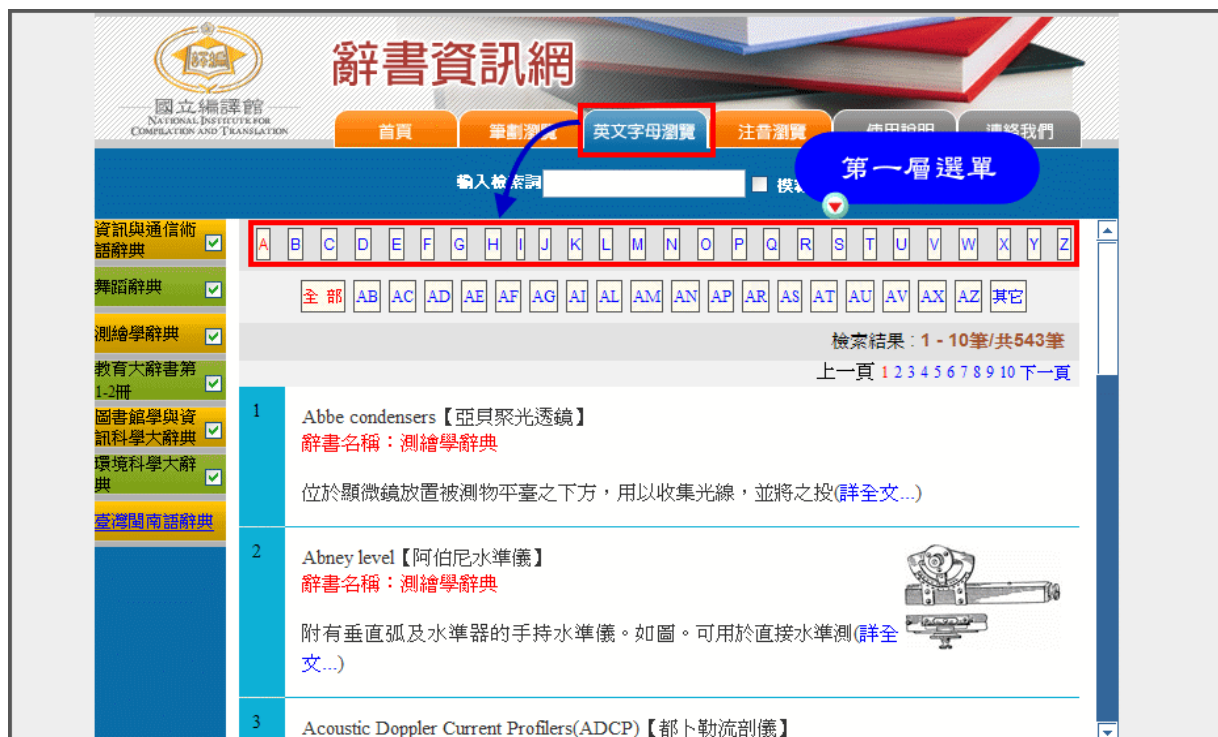 辭書資訊網
國立編譯館
NATIONAL INSTITUTE FOR
COMPILATION AND TRANSLATION
首頁 筆劃瀏覽 英文字母瀏覽 注音瀏覽 使用說明 連絡我們
輸入檢索詞 模
第一層選單
資訊與通信術
語辭典
舞蹈辭典
測繪學辭典
教育大辭書第
1-2冊
圖書館學與資
訊科學大辭典
環境科學大辭
典
臺灣閩南語辭典
A B C D E F G H I J K L M N O P Q R S T U V W X Y Z
全部 AB AC AD AE AF AG AI AL AM AN AP AR AS AT AU AV AX AZ 其它
檢索結果:1 - 10筆/共543筆
上一頁 1 2 3 4 5 6 7 8 9 10 下一頁
1
Abbe condensers【亞貝聚光透鏡】
辭書名稱：測繪學辭典
位於顯微鏡放置被測物平臺之下方，用以收集光線，並將之投(詳全文...)
2
Abney level【阿伯尼水準儀】
辭書名稱：測繪學辭典
附有垂直弧及水準器的手持水準儀。如圖。可用於直接水準測(詳全
文...)
3
Acoustic Doppler Current Profilers(ADCP)【都卜勒流剖儀】